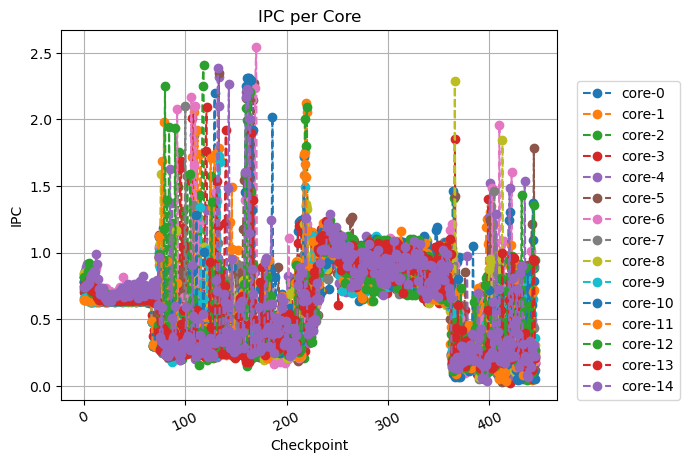 IPC per Core
IPC
2.5
2.0
1.5
1.0
0.5
0.0
0
100
200
300
400
Checkpoint
core-0
core-1
core-2
core-3
core-4
core-5
core-6
core-7
core-8
core-9
core-10
core-11
core-12
core-13
core-14